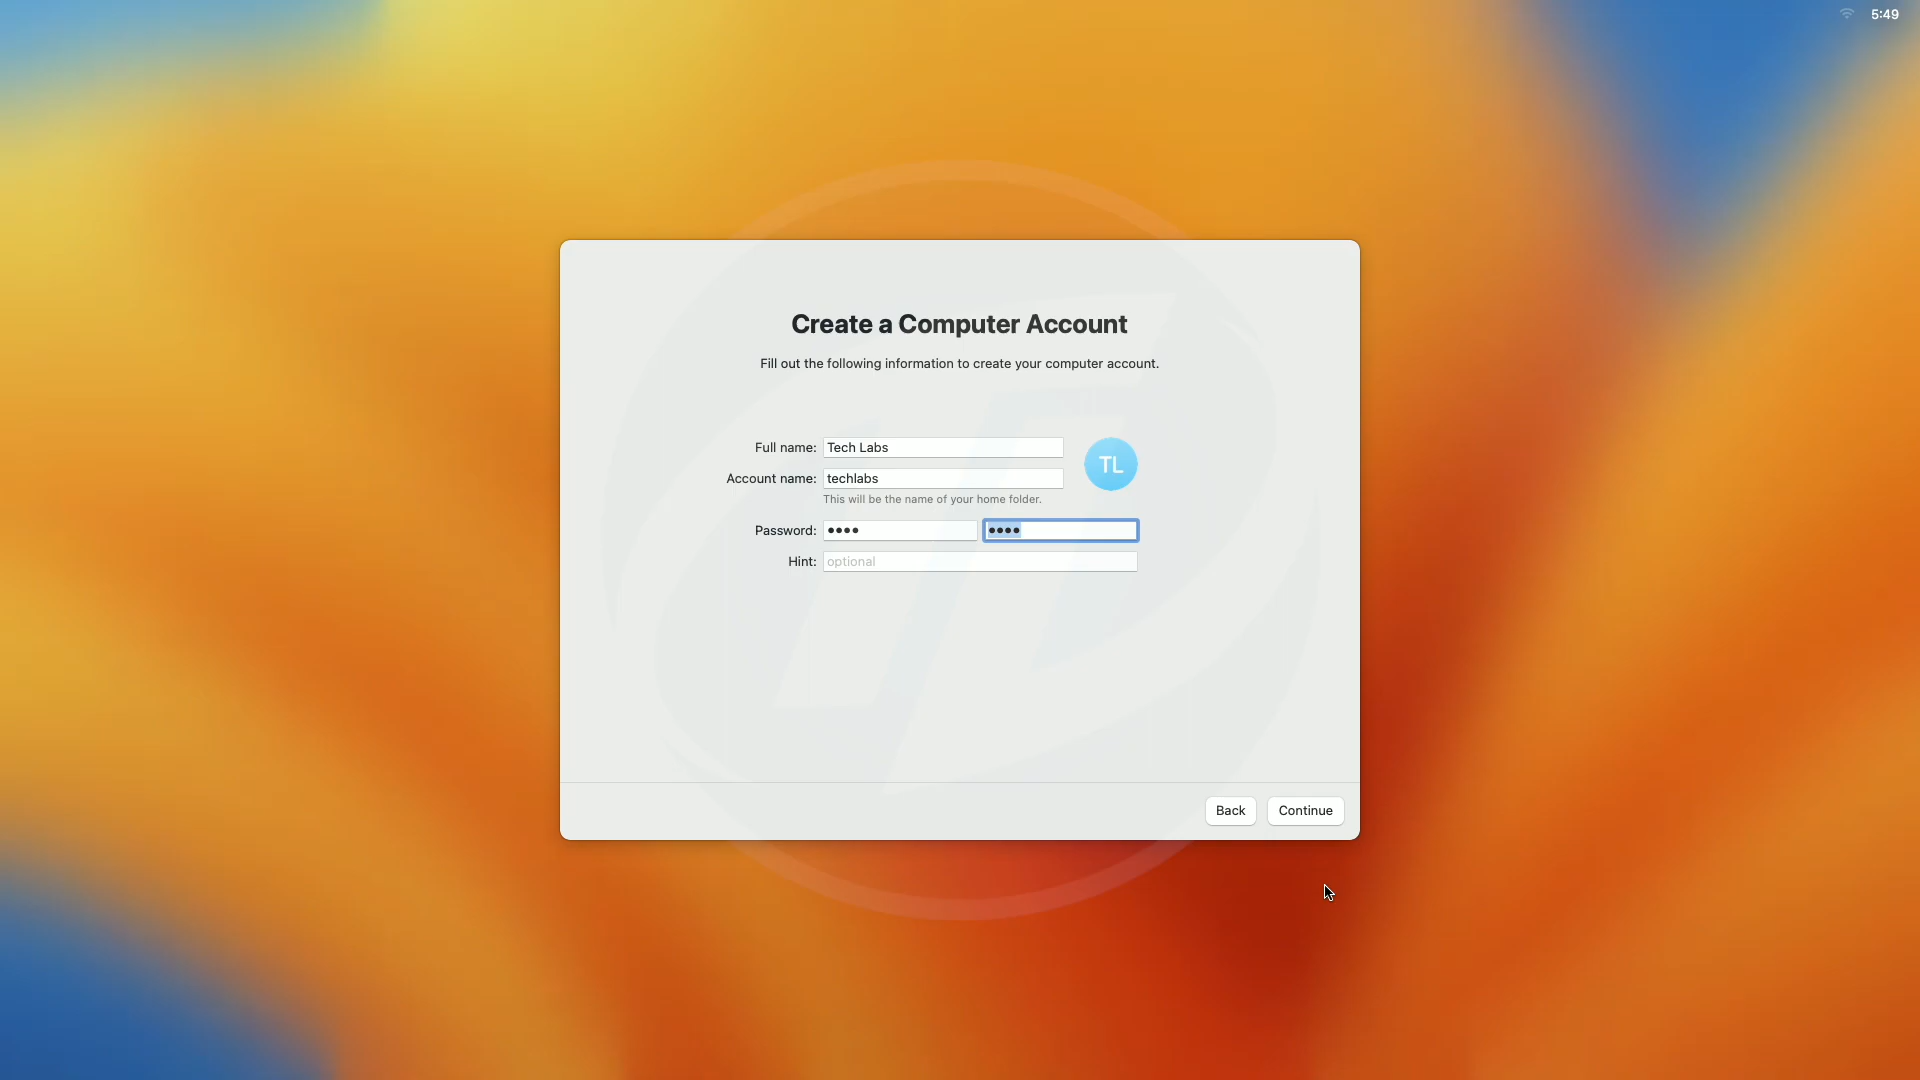 5:49
Create a Computer Account
Fill out the following information to create your computer account.
Full name: Tech Labs
TL
Account name: techlabs
This will be the name of your home folder.
Password: •••• ••••
Hint: optional
Back Continue